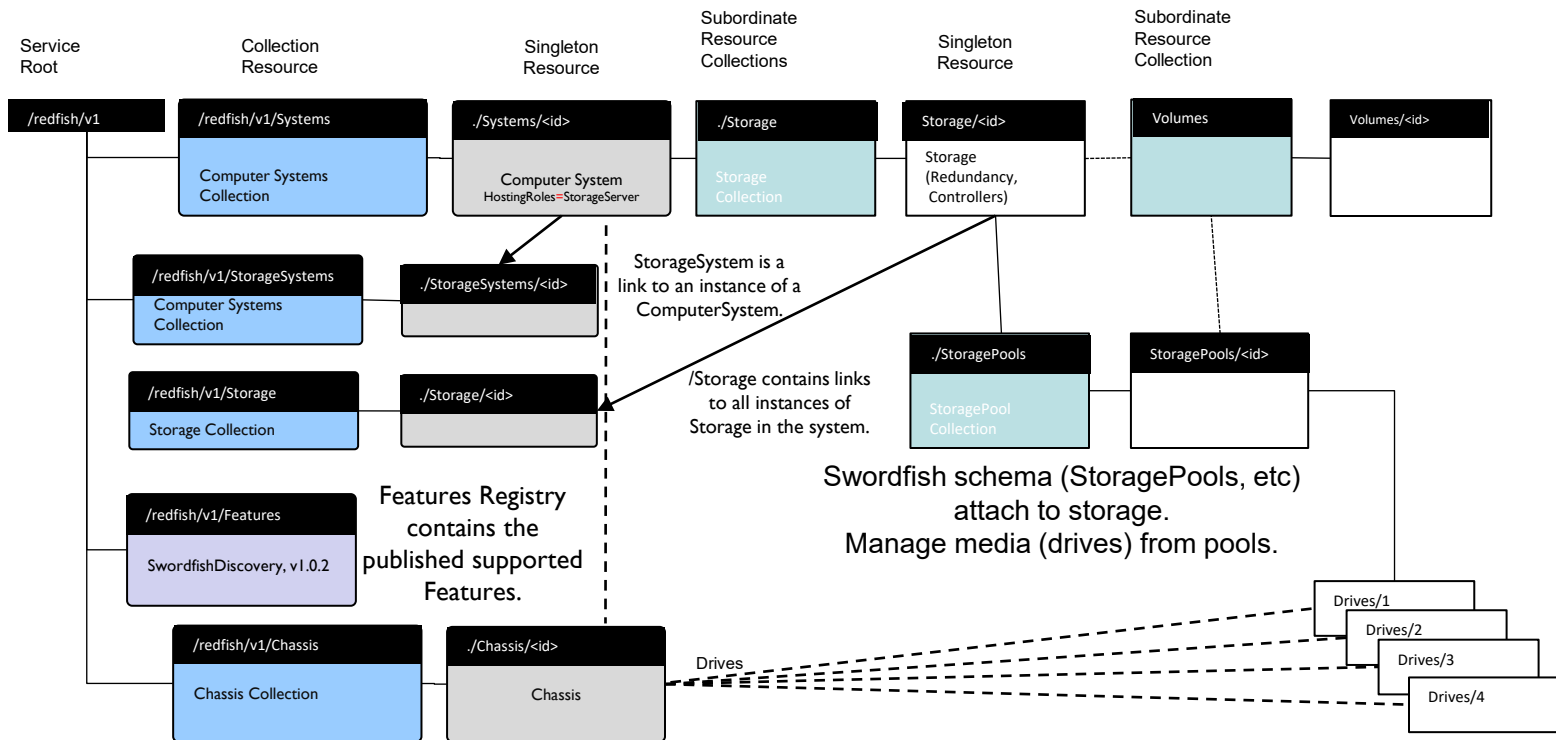 Service
Root
Collection
Resource
Singleton
Resource
Subordinate
Resource
Collections
Singleton
Resource
Subordinate
Resource
Collection
/redfish/v1
/redfish/v1/Systems
Computer Systems
Collection
./Systems/<id>
Computer System
HostingRoles=StorageServer
./Storage
Storage
Collection
Storage/<id>
Storage
(Redundancy,
Controllers)
Volumes
Volumes/<id>
/redfish/v1/StorageSystems
Computer Systems
Collection
./StorageSystems/<id>
StorageSystem is a
link to an instance of a
ComputerSystem.
/redfish/v1/Storage
Storage Collection
./Storage/<id>
/Storage contains links
to all instances of
Storage in the system.
./StoragePools
StoragePool
Collection
StoragePools/<id>
Swordfish schema (StoragePools, etc)
attach to storage.
Manage media (drives) from pools.
/redfish/v1/Features
SwordfishDiscovery, v1.0.2
Features Registry
contains the
published supported
Features.
/redfish/v1/Chassis
Chassis Collection
./Chassis/<id>
Chassis
Drives
Drives/1
Drives/2
Drives/3
Drives/4